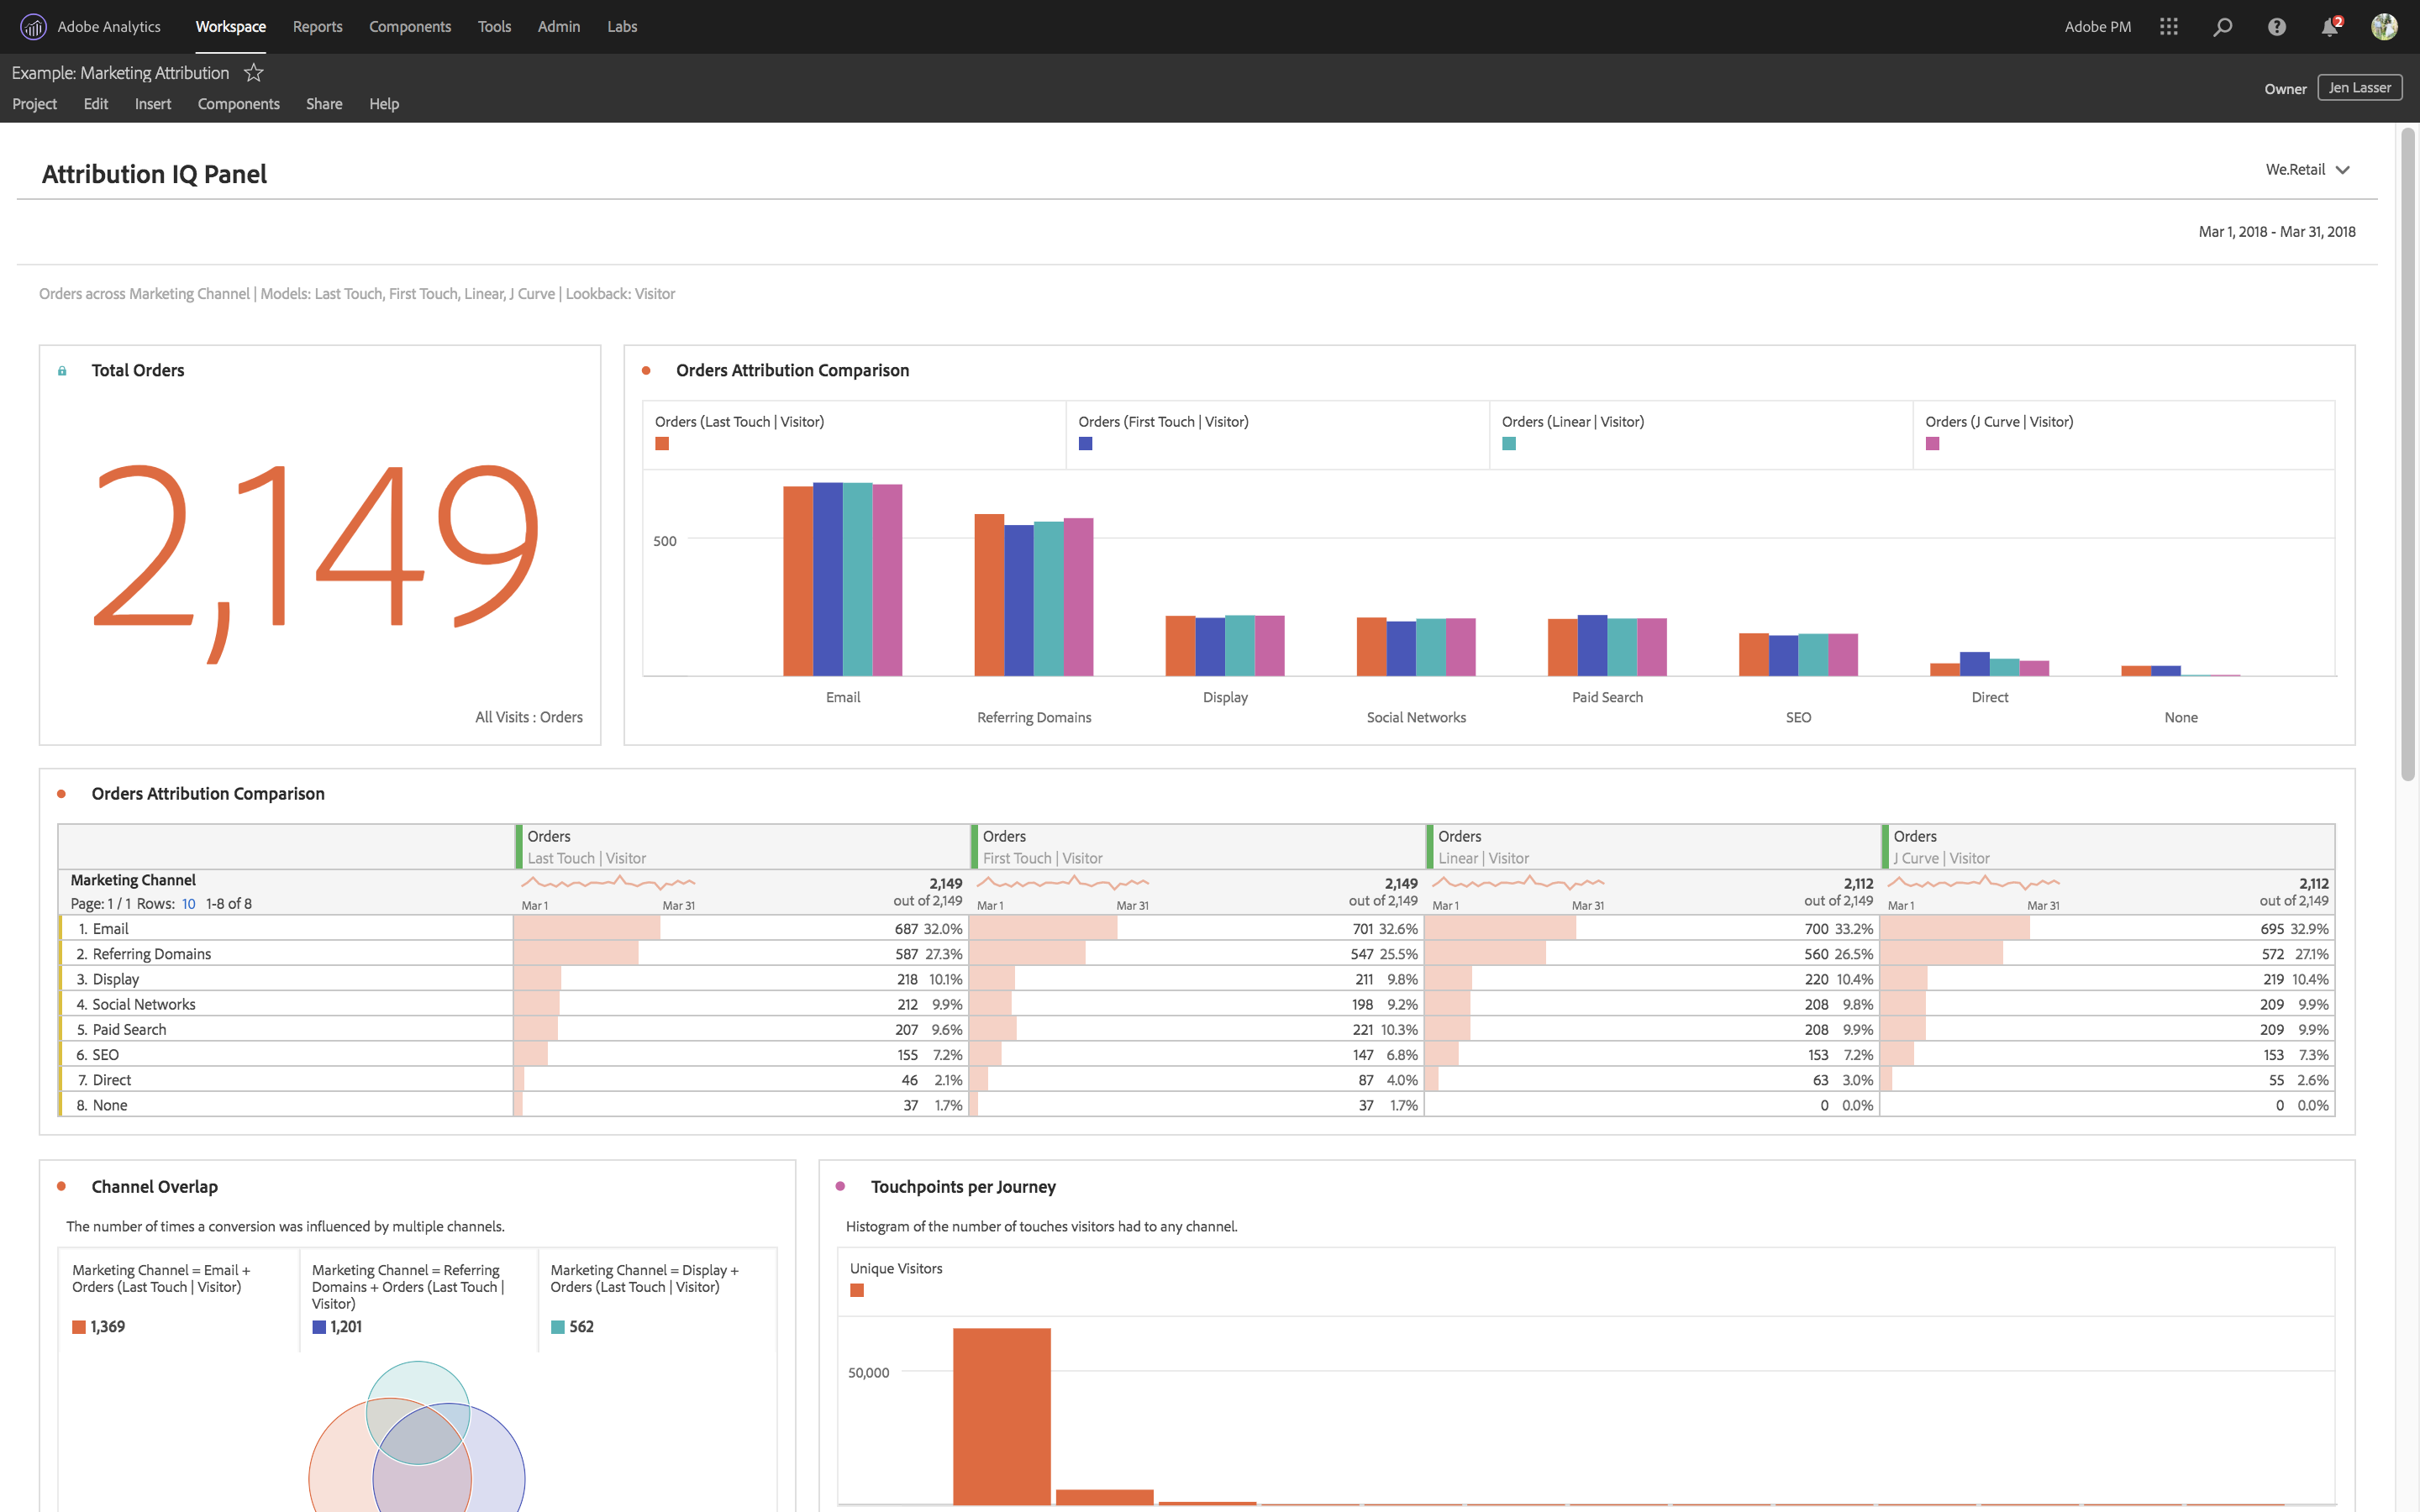 Adobe Analytics Workspace Reports Components Tools Admin Labs Adobe PM 2
Example: Marketing Attribution
Project Edit Insert Components Share Help Owner Jen Lasser
Attribution IQ Panel We.Retail
Mar 1, 2018 - Mar 31, 2018
Orders across Marketing Channel | Models: Last Touch, First Touch, Linear, J Curve | Lookback: Visitor
Total Orders
2,149
All Visits : Orders
Orders Attribution Comparison
Orders (Last Touch | Visitor) Orders (First Touch | Visitor) Orders (Linear | Visitor) Orders (J Curve | Visitor)
500
Email Display Paid Search Direct
Referring Domains Social Networks SEO None
Orders Attribution Comparison
Orders Orders Orders Orders
Last Touch | Visitor First Touch | Visitor Linear | Visitor J Curve | Visitor
Marketing Channel 2,149 2,149 2,112 2,112
Page: 1 / 1 Rows: 10 1-8 of 8 Mar 1 Mar 31 out of 2,149 Mar 1 Mar 31 out of 2,149 Mar 1 Mar 31 out of 2,149 Mar 1 Mar 31 out of 2,149
1. Email 687 32.0% 701 32.6% 700 33.2% 695 32.9%
2. Referring Domains 587 27.3% 547 25.5% 560 26.5% 572 27.1%
3. Display 218 10.1% 211 9.8% 220 10.4% 219 10.4%
4. Social Networks 212 9.9% 198 9.2% 208 9.8% 209 9.9%
5. Paid Search 207 9.6% 221 10.3% 208 9.9% 209 9.9%
6. SEO 155 7.2% 147 6.8% 153 7.2% 153 7.3%
7. Direct 46 2.1% 87 4.0% 63 3.0% 55 2.6%
8. None 37 1.7% 37 1.7% 0 0.0% 0 0.0%
Channel Overlap
The number of times a conversion was influenced by multiple channels.
Marketing Channel = Email +
Orders (Last Touch | Visitor)
1,369
Marketing Channel = Referring
Domains + Orders (Last Touch |
Visitor)
1,201
Marketing Channel = Display +
Orders (Last Touch | Visitor)
562
Touchpoints per Journey
Histogram of the number of touches visitors had to any channel.
Unique Visitors
50,000